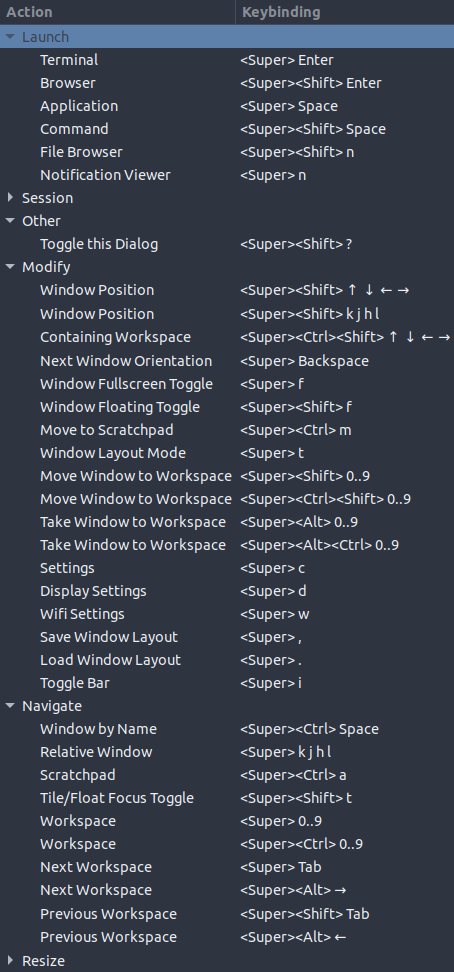 Action Keybinding
Launch
Terminal <Super> Enter
Browser <Super><Shift> Enter
Application <Super> Space
Command <Super><Shift> Space
File Browser <Super><Shift> n
Notification Viewer <Super> n
Session
Other
Toggle this Dialog <Super><Shift> ?
Modify
Window Position <Super><Shift> ↑ ↓ ← →
Window Position <Super><Shift> k j h l
Containing Workspace <Super><Ctrl><Shift> ↑ ↓ ← →
Next Window Orientation <Super> Backspace
Window Fullscreen Toggle <Super> f
Window Floating Toggle <Super><Shift> f
Move to Scratchpad <Super><Ctrl> m
Window Layout Mode <Super> t
Move Window to Workspace <Super><Shift> 0..9
Move Window to Workspace <Super><Ctrl><Shift> 0..9
Take Window to Workspace <Super><Alt> 0..9
Take Window to Workspace <Super><Alt><Ctrl> 0..9
Settings <Super> c
Display Settings <Super> d
Wifi Settings <Super> w
Save Window Layout <Super> ,
Load Window Layout <Super> .
Toggle Bar <Super> i
Navigate
Window by Name <Super><Ctrl> Space
Relative Window <Super> k j h l
Scratchpad <Super><Ctrl> a
Tile/Float Focus Toggle <Super><Shift> t
Workspace <Super> 0..9
Workspace <Super><Ctrl> 0..9
Next Workspace <Super> Tab
Next Workspace <Super><Alt> →
Previous Workspace <Super><Shift> Tab
Previous Workspace <Super><Alt> ←
Resize